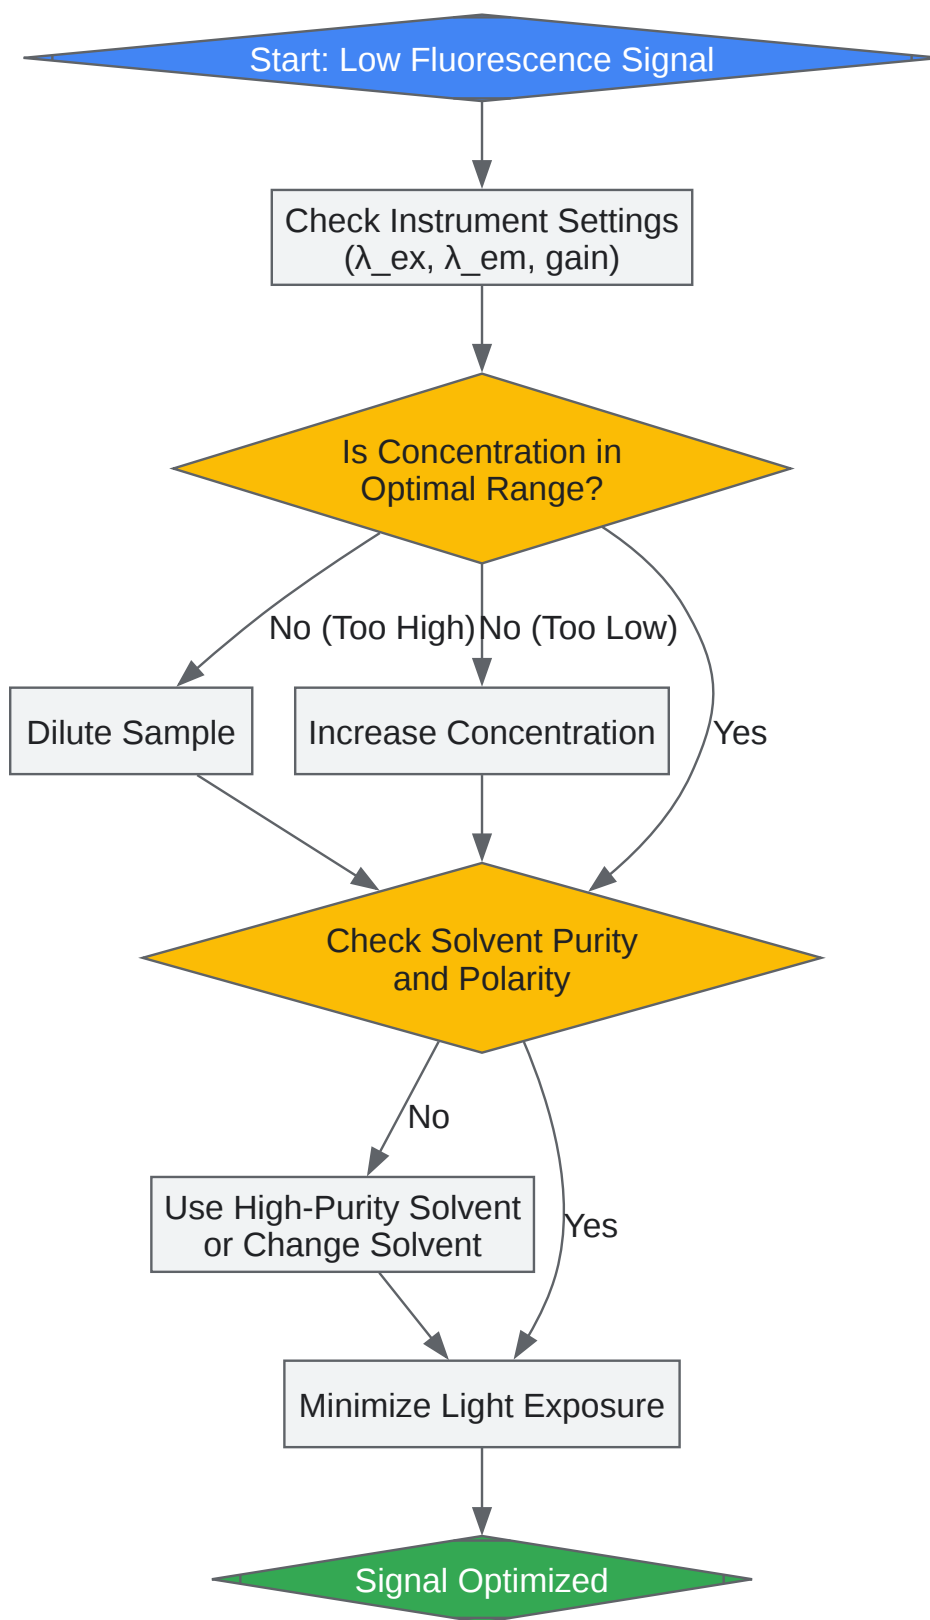 Start: Low Fluorescence Signal
Check Instrument Settings
(λ_ex, λ_em, gain)
Is Concentration in
Optimal Range?
No (Too High)
No (Too Low)
Dilute Sample
Increase Concentration
Yes
Check Solvent Purity
and Polarity
No
Use High-Purity Solvent
or Change Solvent
Yes
Minimize Light Exposure
Signal Optimized